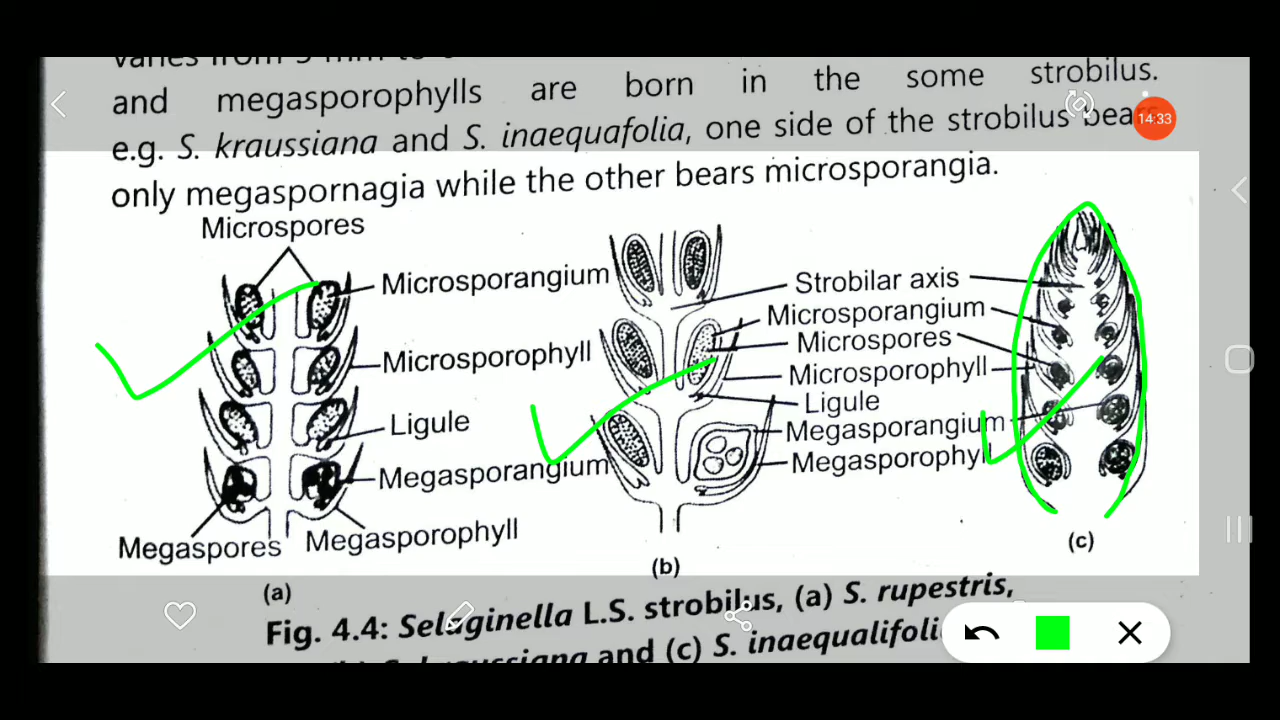 and megasporophylls are born in the some strobilus.
e.g. S. kraussiana and S. inaequafolia, one side of the strobilus bears
14:33
only megaspornagia while the other bears microsporangia.
Microspores
Microsporangium
Microsporophyll
Ligule
Megasporangium
Megaspores
Megasporophyll
(a)
Strobilar axis
Microsporangium
Microspores
Microsporophyll
Ligule
Megasporangium
Megasporophyll
(b)
(c)
Fig. 4.4: Selaginella L.S. strobilus, (a) S. rupestris,
and (c) S. inaequalifoli